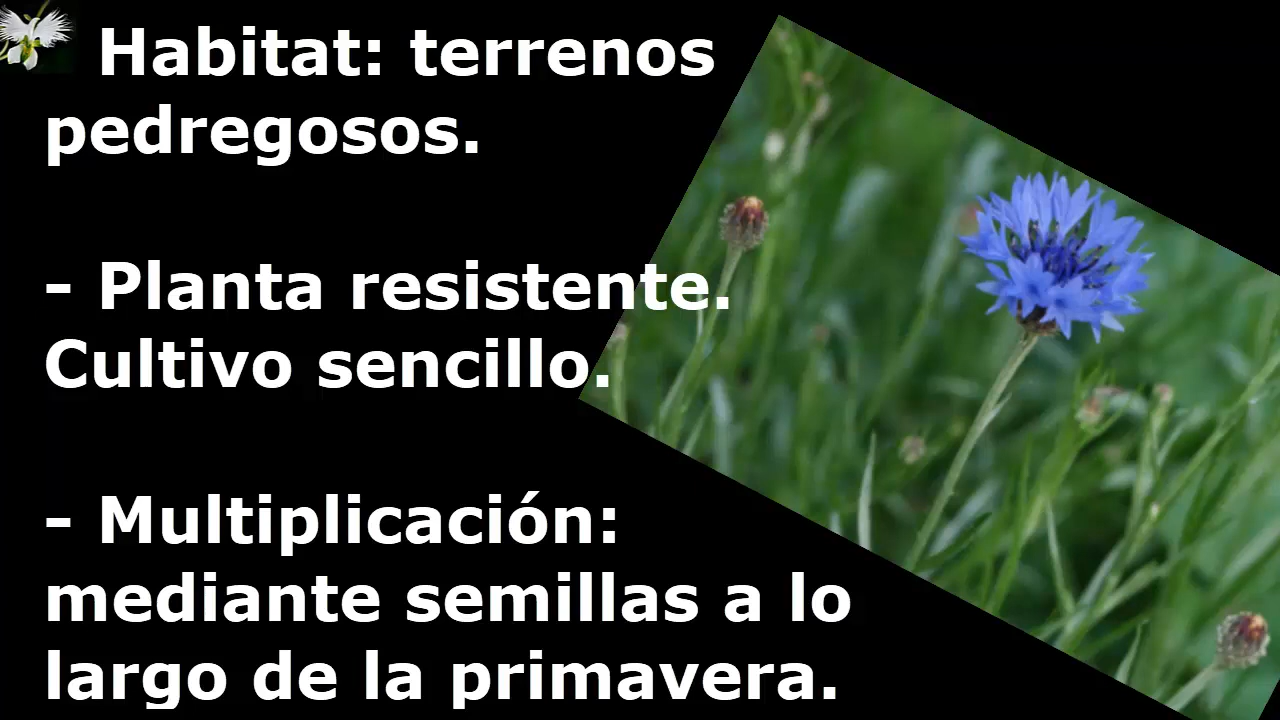 Habitat: terrenos
pedregosos.
- Planta resistente.
Cultivo sencillo.
- Multiplicación:
mediante semillas a lo
largo de la primavera.